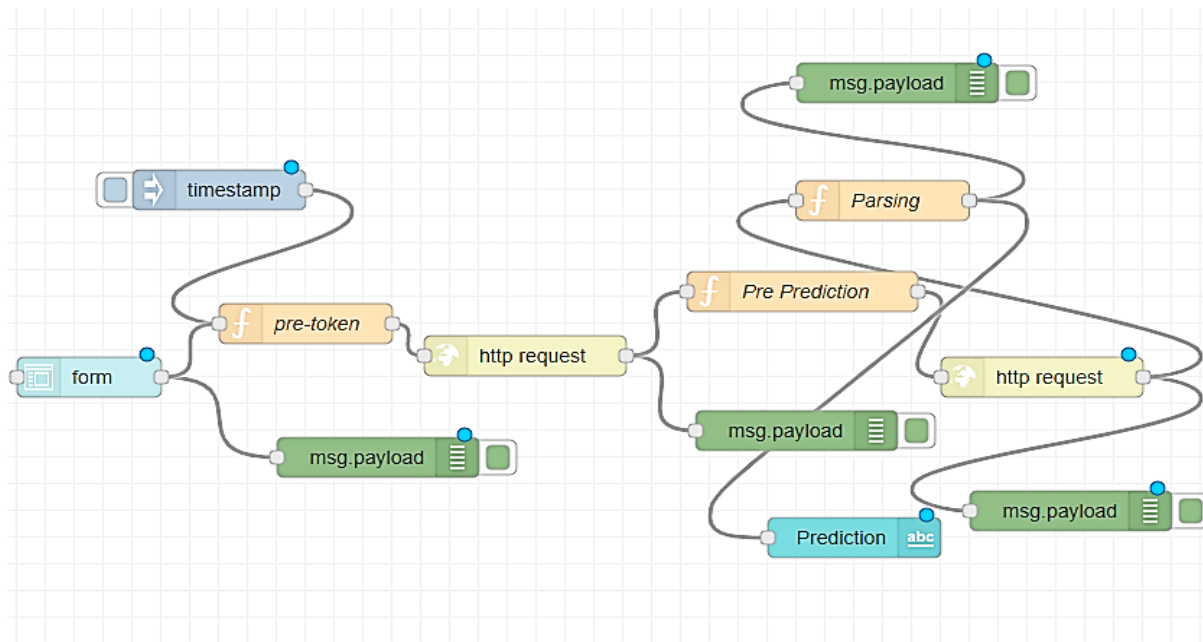 msg.payload
timestamp
Parsing
Pre Prediction
pre-token
http request
form
http request
msg.payload
msg.payload
msg.payload
Prediction
abc